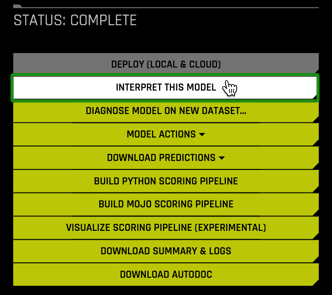 STATUS: COMPLETE
DEPLOY (LOCAL & CLOUD)
INTERPRET THIS MODEL
DIAGNOSE MODEL ON NEW DATASET...
MODEL ACTIONS
DOWNLOAD PREDICTIONS
BUILD PYTHON SCORING PIPELINE
BUILD MOJO SCORING PIPELINE
VISUALIZE SCORING PIPELINE (EXPERIMENTAL)
DOWNLOAD SUMMARY & LOGS
DOWNLOAD AUTODOC